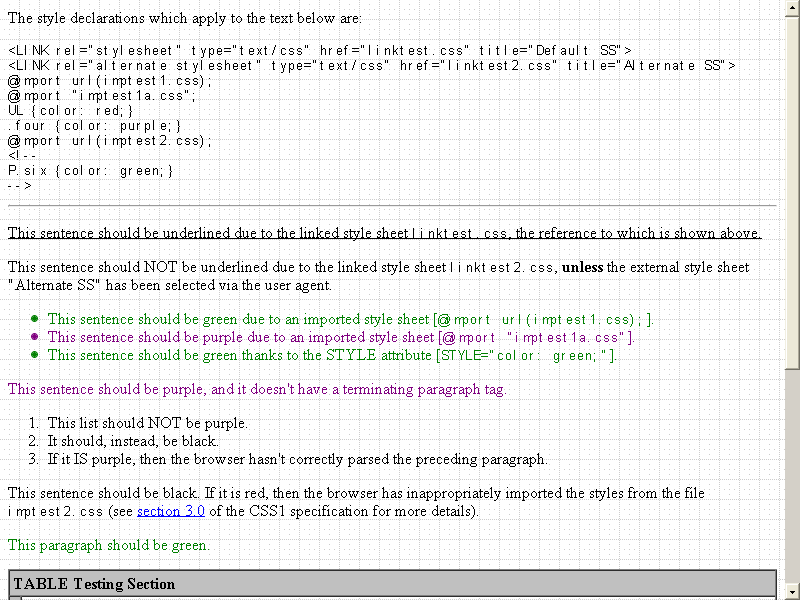 The style declarations which apply to the text below are:
<LINK rel="stylesheet" type="text/css" href="linktest.css" title="Default SS">
<LINK rel="alternate stylesheet" type="text/css" href="linktest2.css" title="Alternate SS">
@import url(imptest1.css);
@import "imptest1a.css";
UL {color: red;}
.four {color: purple;}
@import url(imptest2.css);
<!--
P.six {color: green;}
-->
This sentence should be underlined due to the linked style sheet linktest.css, the reference to which is shown above.
This sentence should NOT be underlined due to the linked style sheet linktest2.css, unless the external style sheet
"Alternate SS" has been selected via the user agent.
This sentence should be green due to an imported style sheet [@import url(imptest1.css);].
This sentence should be purple due to an imported style sheet [@import "imptest1a.css"].
This sentence should be green thanks to the STYLE attribute [STYLE="color: green;"].
This sentence should be purple, and it doesn't have a terminating paragraph tag.
1. This list should NOT be purple.
2. It should, instead, be black.
3. If it IS purple, then the browser hasn't correctly parsed the preceding paragraph.
This sentence should be black. If it is red, then the browser has inappropriately imported the styles from the file
imptest2.css (see section 3.0 of the CSS1 specification for more details).
This paragraph should be green.
TABLE Testing Section